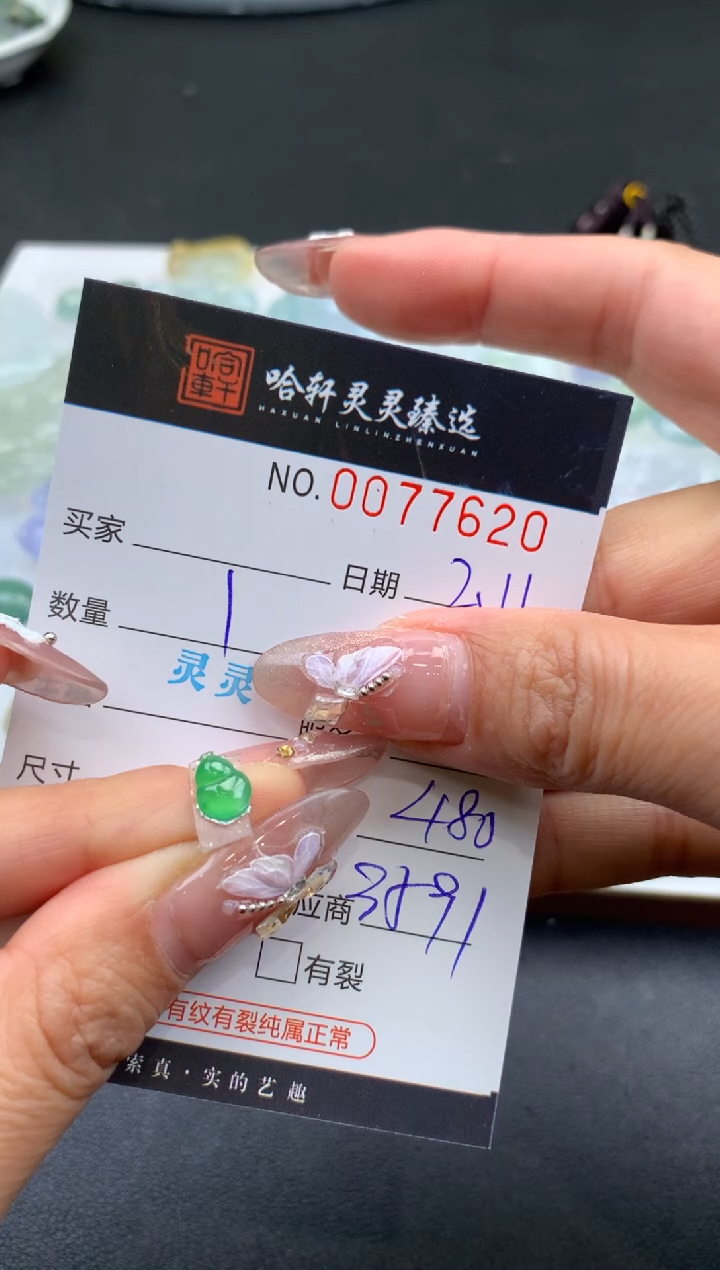 哈轩灵灵臻选
HAXUAN LINLINZHENXUAN
NO. 0077620
买家 日期 2.11
数量 1
灵灵
尺寸
480
应商
有裂
有纹有裂纯属正常
索真·实的艺趣